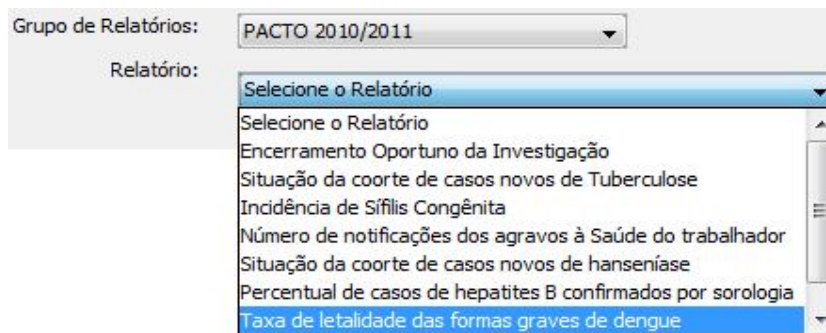 Grupo de Relatórios: PACTO 2010/2011
Relatório:
Selecione o Relatório
Selecione o Relatório
Encerramento Oportuno da Investigação
Situação da coorte de casos novos de Tuberculose
Incidência de Sífilis Congênita
Número de notificações dos agravos à Saúde do trabalhador
Situação da coorte de casos novos de hanseníase
Percentual de casos de hepatites B confirmados por sorologia
Taxa de letalidade das formas graves de dengue